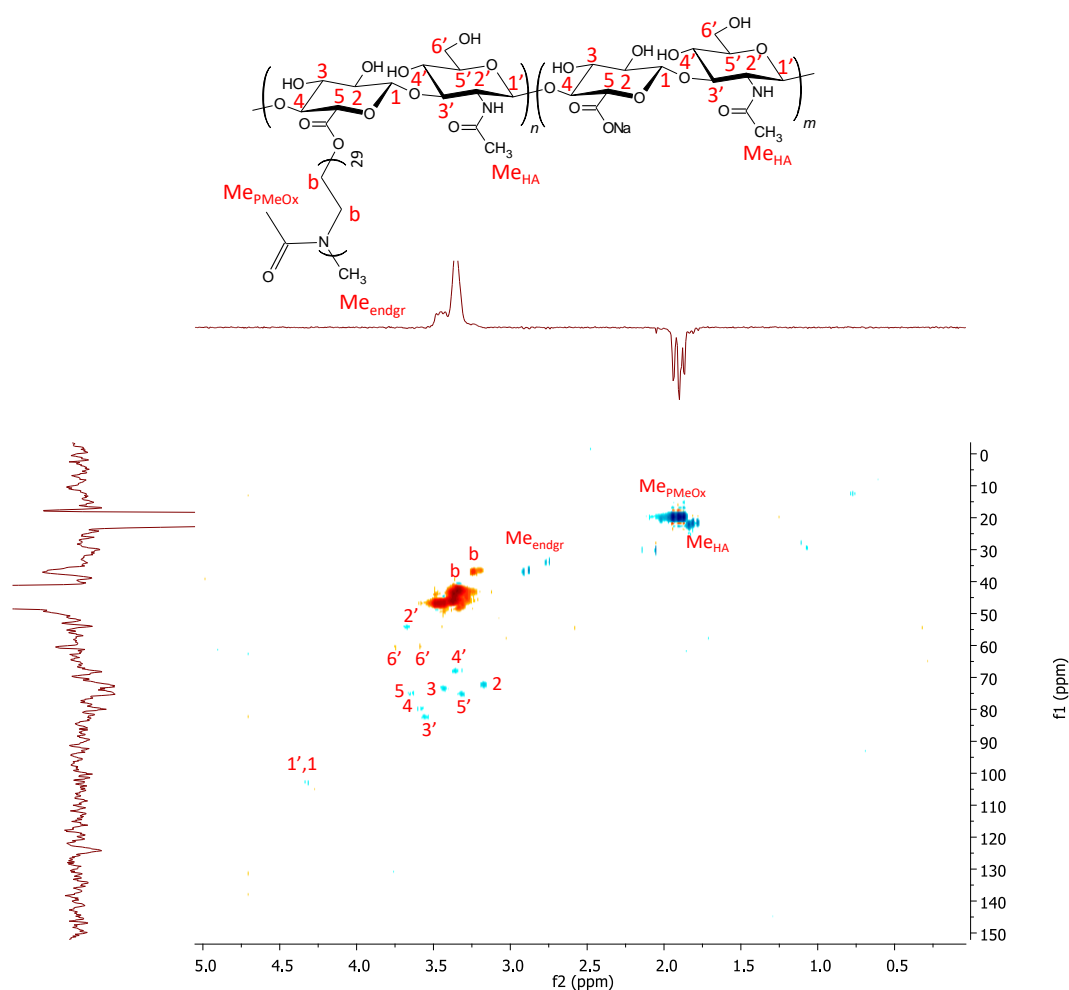 6' OH 6' OH
3 OH HO 4' O 5' 2' 1' 3 OH HO 4' O 5' 2' 1'
HO 4 5 2 O 1 O 3' NH O n HO 4 5 2 O 1 O 3' NH O m
O O O CH3 O ONa O CH3
29 MeHA MeHA
b
MePMeOx b
N
O CH3
Meendgr
MePMeOx
MeHA
Meendgr
b
b
2'
6' 6' 4'
5 3 2
4 5'
3'
1',1
0
10
20
30
40
50
60
70
80
90
100
110
120
130
140
150
f1 (ppm)
5.0 4.5 4.0 3.5 3.0 2.5 2.0 1.5 1.0 0.5
f2 (ppm)